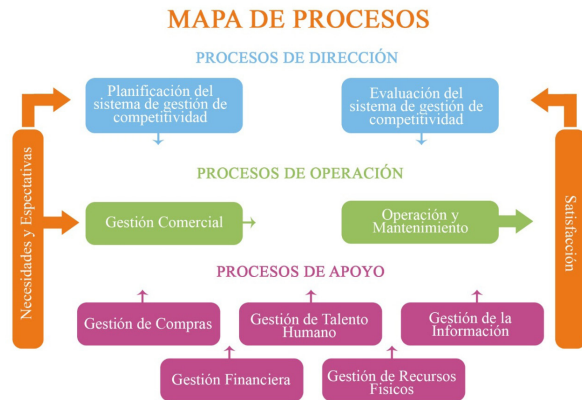 MAPA DE PROCESOS
PROCESOS DE DIRECCIÓN
Planificación del
sistema de gestión de
competitividad
Evaluación del
sistema de gestión de
competitividad
Necesidades y Espectativas
Satisfacción
PROCESOS DE OPERACIÓN
Gestión Comercial
Operación y
Mantenimiento
PROCESOS DE APOYO
Gestión de Compras
Gestión de Talento
Humano
Gestión de la
Información
Gestión Financiera
Gestión de Recursos
Fisicos